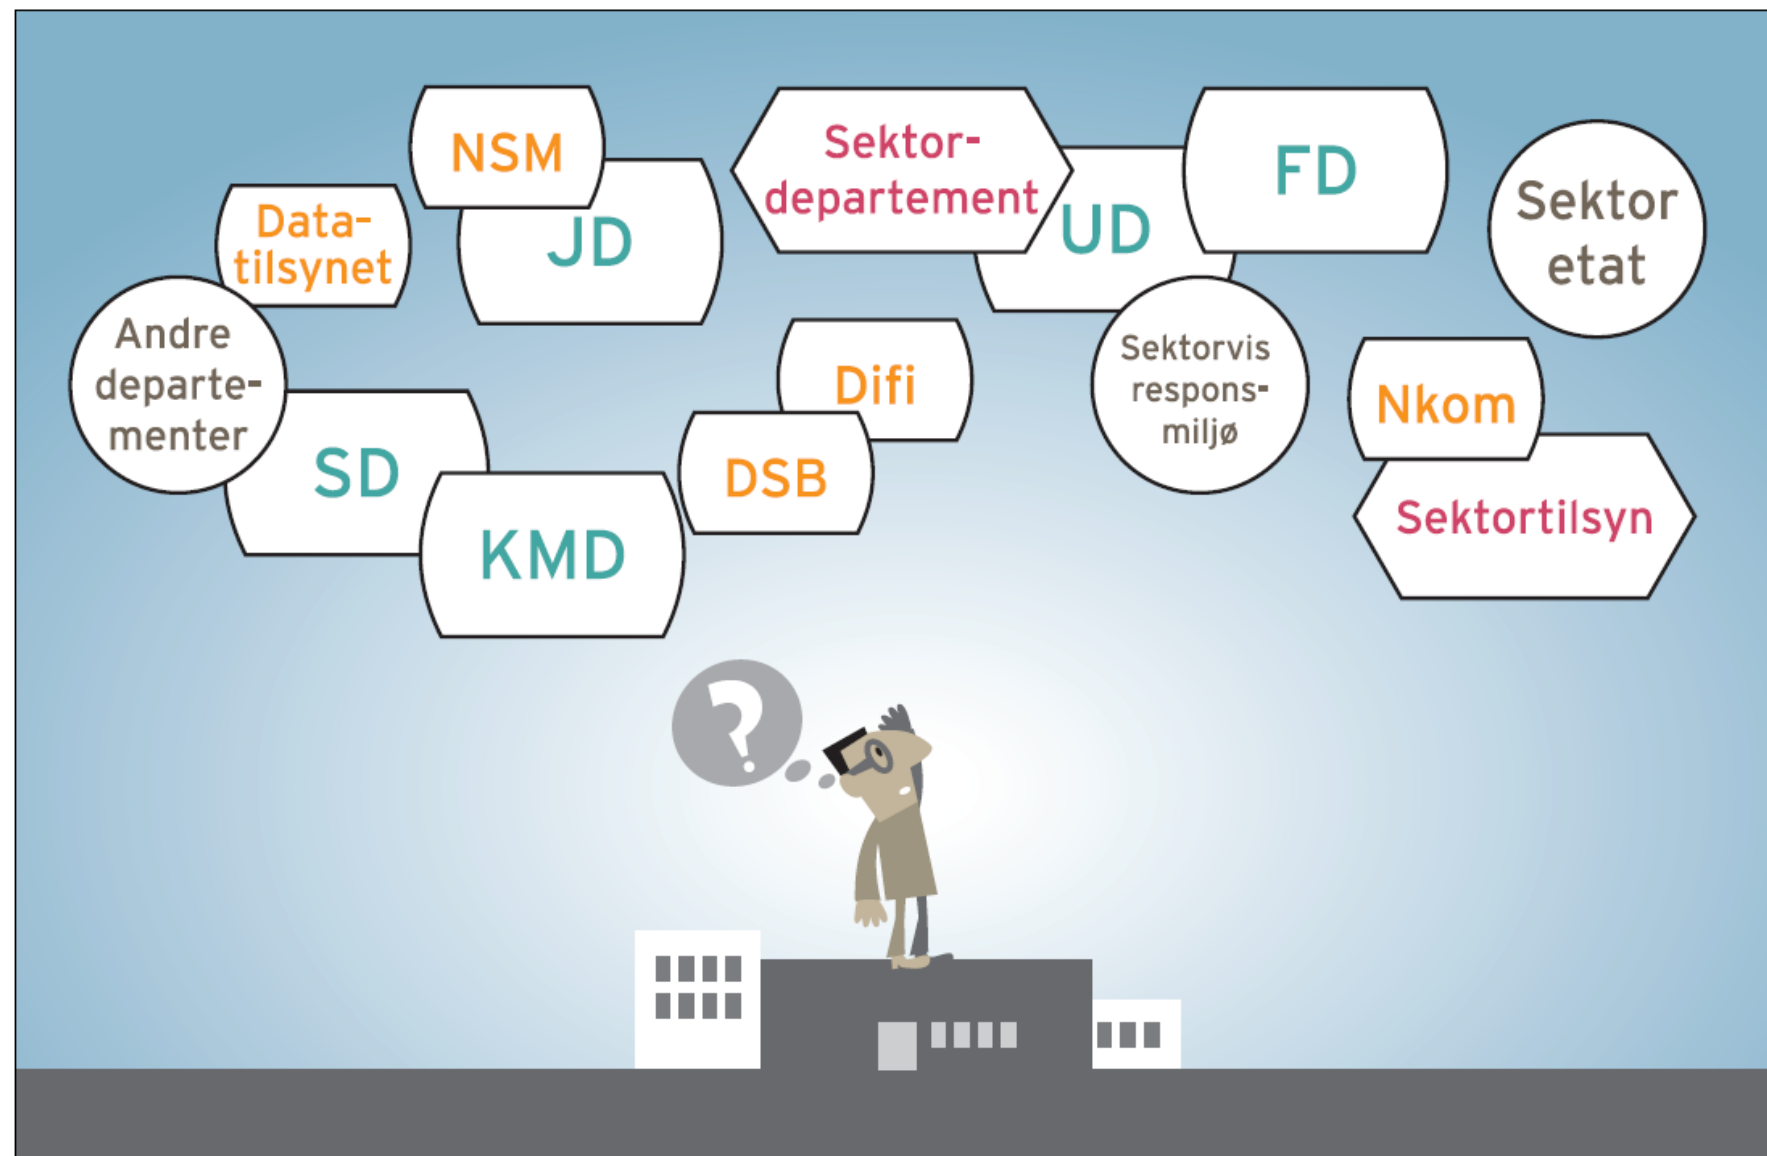 NSM
JD
Data-
tilsynet
Andre
departe-
menter
SD
KMD
DSB
Difi
Sektor-
departement
UD
FD
Sektor
etat
Sektorvis
respons-
miljø
Nkom
Sektortilsyn
?